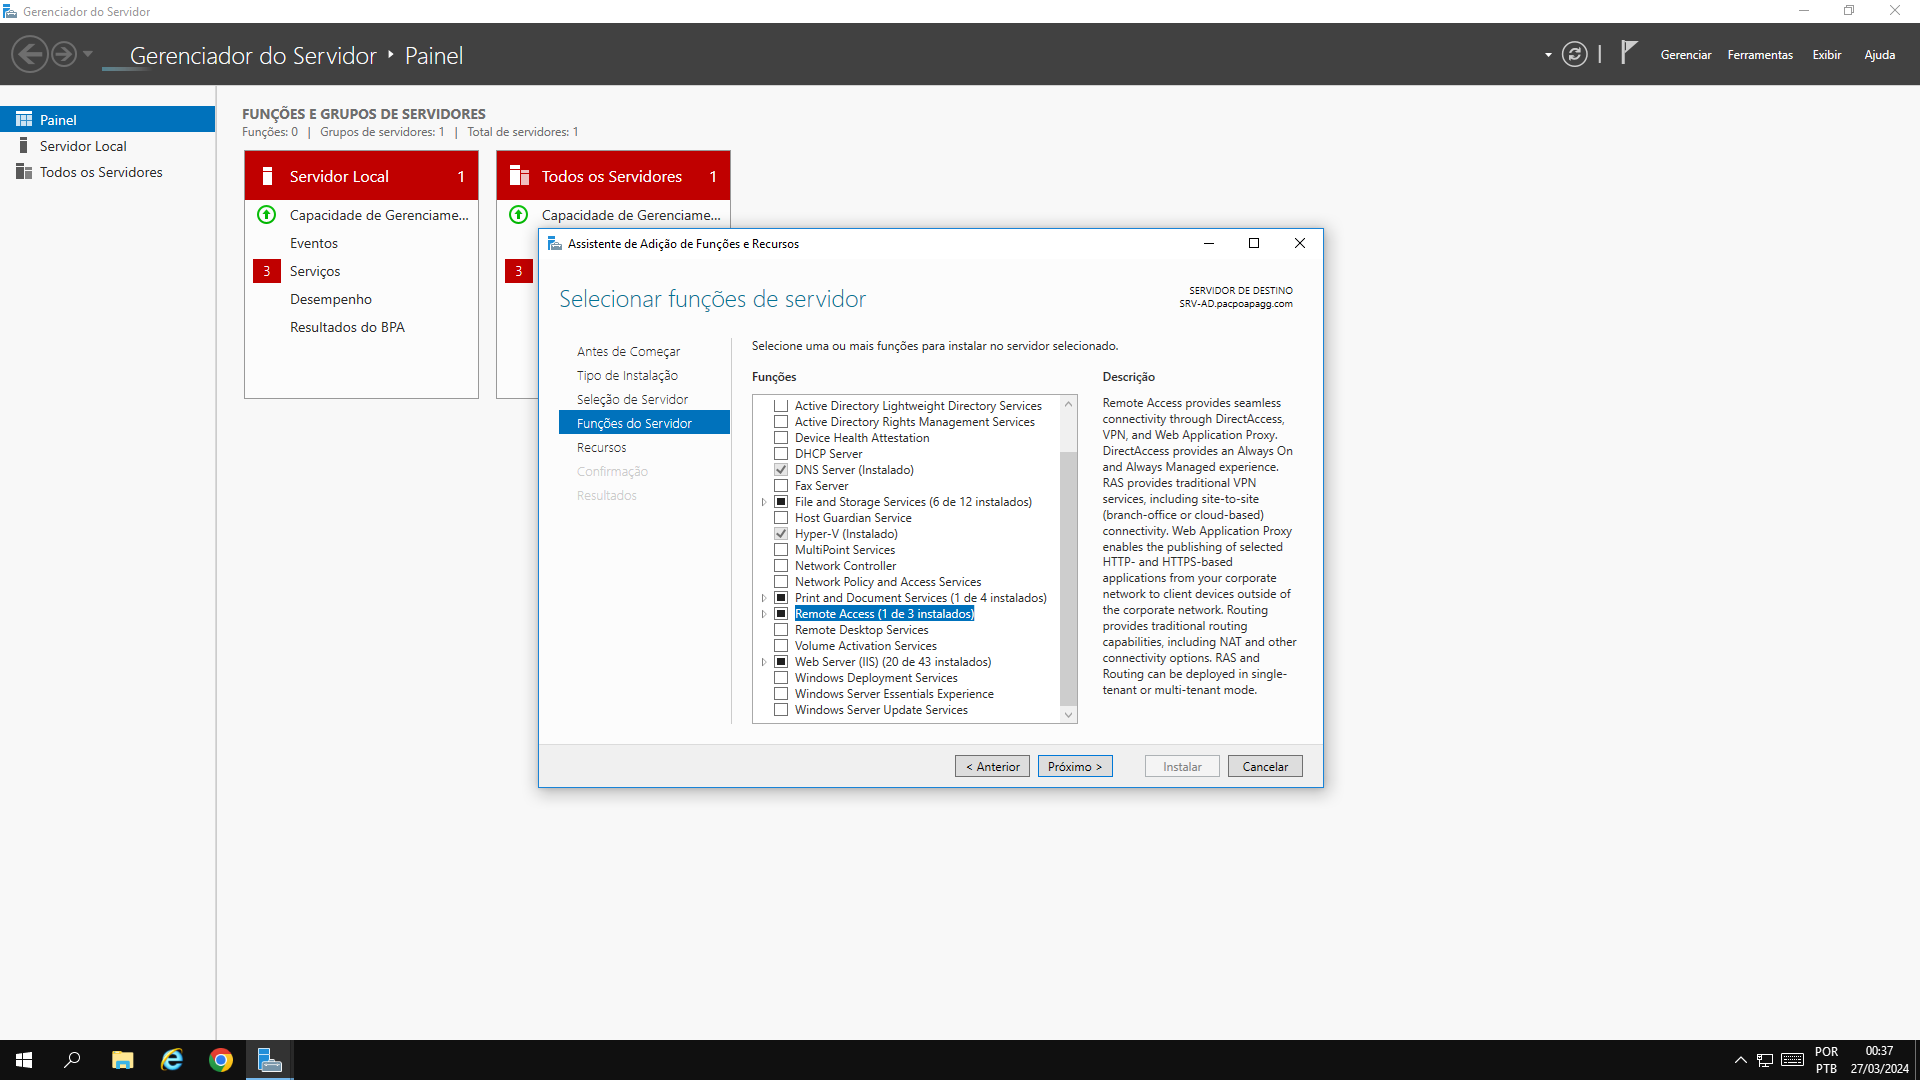 Gerenciador do Servidor
Gerenciador do Servidor
Painel
Gerenciar
Ferramentas
Exibir
Ajuda
Painel
Servidor Local
Todos os Servidores
FUNÇÕES E GRUPOS DE SERVIDORES
Funções: 0 | Grupos de servidores: 1 | Total de servidores: 1
Servidor Local 1
Capacidade de Gerenciame...
Eventos
3 Serviços
Desempenho
Resultados do BPA
Todos os Servidores 1
Capacidade de Gerenciame...
3
Assistente de Adição de Funções e Recursos
Selecionar funções de servidor
SERVIDOR DE DESTINO
SRV-AD.pacpoapagg.com
Antes de Começar
Tipo de Instalação
Seleção de Servidor
Funções do Servidor
Recursos
Confirmação
Resultados
Selecione uma ou mais funções para instalar no servidor selecionado.
Funções
Active Directory Lightweight Directory Services
Active Directory Rights Management Services
Device Health Attestation
DHCP Server
DNS Server (Instalado)
Fax Server
File and Storage Services (6 de 12 instalados)
Host Guardian Service
Hyper-V (Instalado)
MultiPoint Services
Network Controller
Network Policy and Access Services
Print and Document Services (1 de 4 instalados)
Remote Access (1 de 3 instalados)
Remote Desktop Services
Volume Activation Services
Web Server (IIS) (20 de 43 instalados)
Windows Deployment Services
Windows Server Essentials Experience
Windows Server Update Services
Descrição
Remote Access provides seamless
connectivity through DirectAccess,
VPN, and Web Application Proxy.
DirectAccess provides an Always On
and Always Managed experience.
RAS provides traditional VPN
services, including site-to-site
(branch-office or cloud-based)
connectivity. Web Application Proxy
enables the publishing of selected
HTTP- and HTTPS-based
applications from your corporate
network to client devices outside of
the corporate network. Routing
provides traditional routing
capabilities, including NAT and other
connectivity options. RAS and
Routing can be deployed in single-
tenant or multi-tenant mode.
< Anterior
Próximo >
Instalar
Cancelar
POR
PTB
00:37
27/03/2024